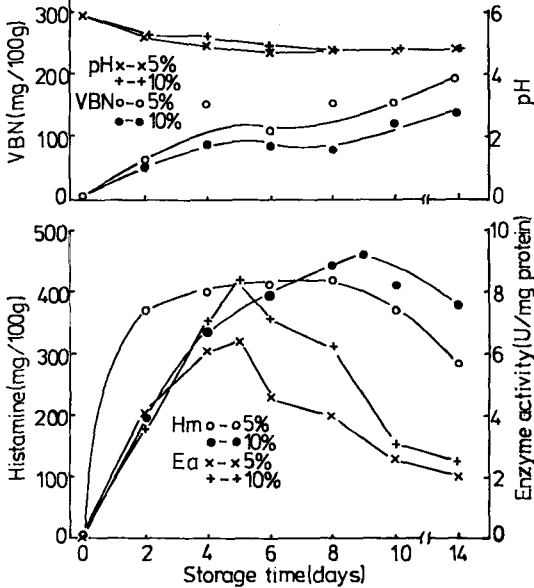 300
6
200
4
100
2
0
0
VBN(mg/100g)
pH
pH x-x 5%
+-+ 10%
VBN o-o 5%
●-● 10%
500
10
400
8
300
6
200
4
100
2
0
0
Histamine(mg/100g)
Enzyme activity(U/mg protein)
Hm o-o 5%
●-● 10%
Ea x-x 5%
+-+ 10%
0 2 4 6 8 10 14
Storage time(days)